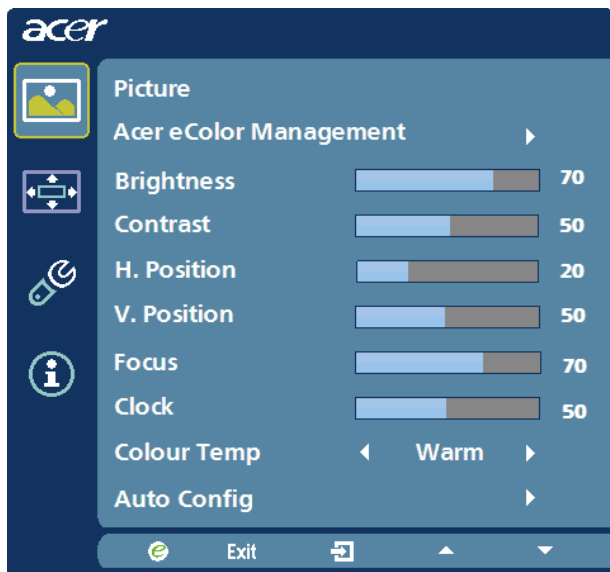 acer
Picture
Acer eColor Management
Brightness 70
Contrast 50
H. Position 20
V. Position 50
Focus 70
Clock 50
Colour Temp Warm
Auto Config
e Exit